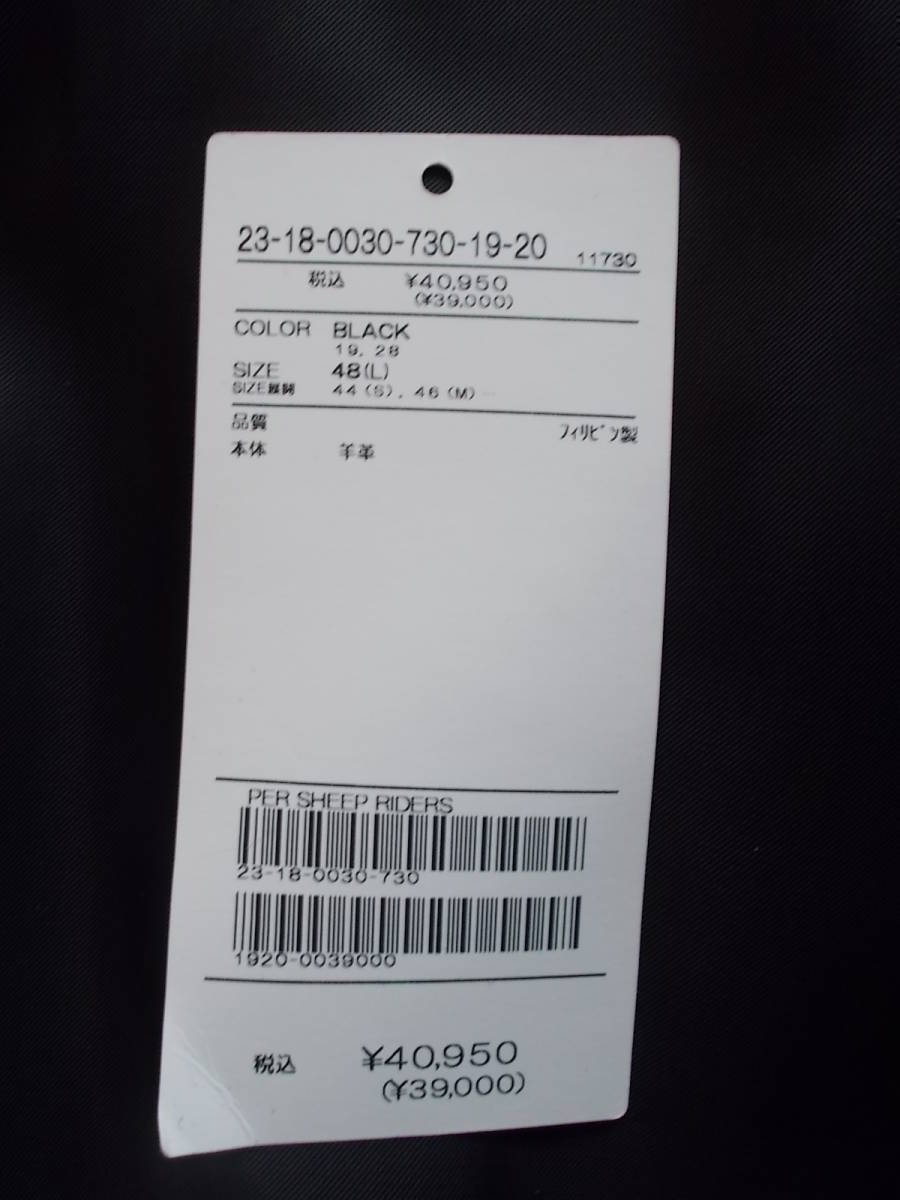 23-18-0030-730-19-20 11730
税込 ¥40,950
(¥39,000)
COLOR BLACK
19, 28
SIZE 48(L)
SIZE展開 44(S), 46(M)
品質 フィリピン製
本体 羊革
PER SHEEP RIDERS
23-18-0030-730
1920-0039000
税込 ¥40,950
(¥39,000)